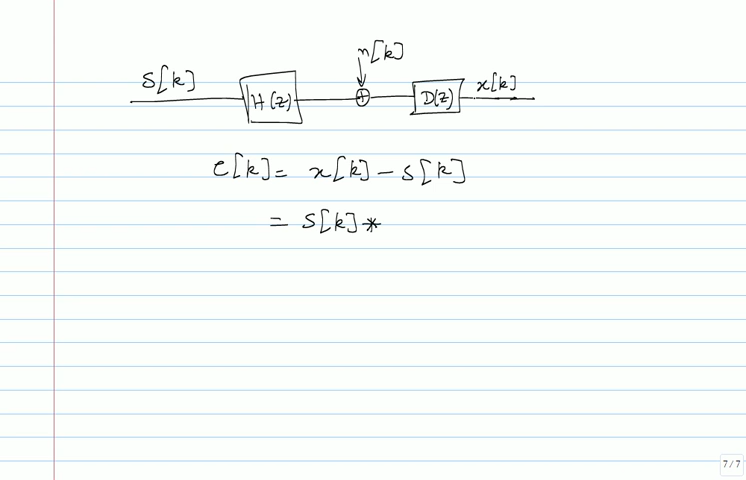 n[k]
S[k] H(z) + D(z) x[k]
e[k] = x[k] - s[k]
= S[k] *
7 / 7